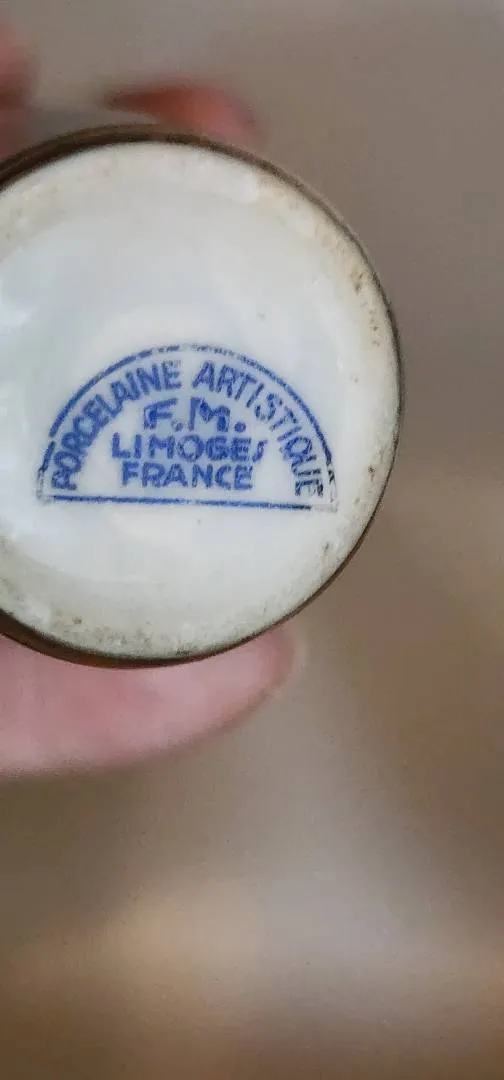 PORCELAINE ARTISTIQUE
F.M.
LIMOGES
FRANCE